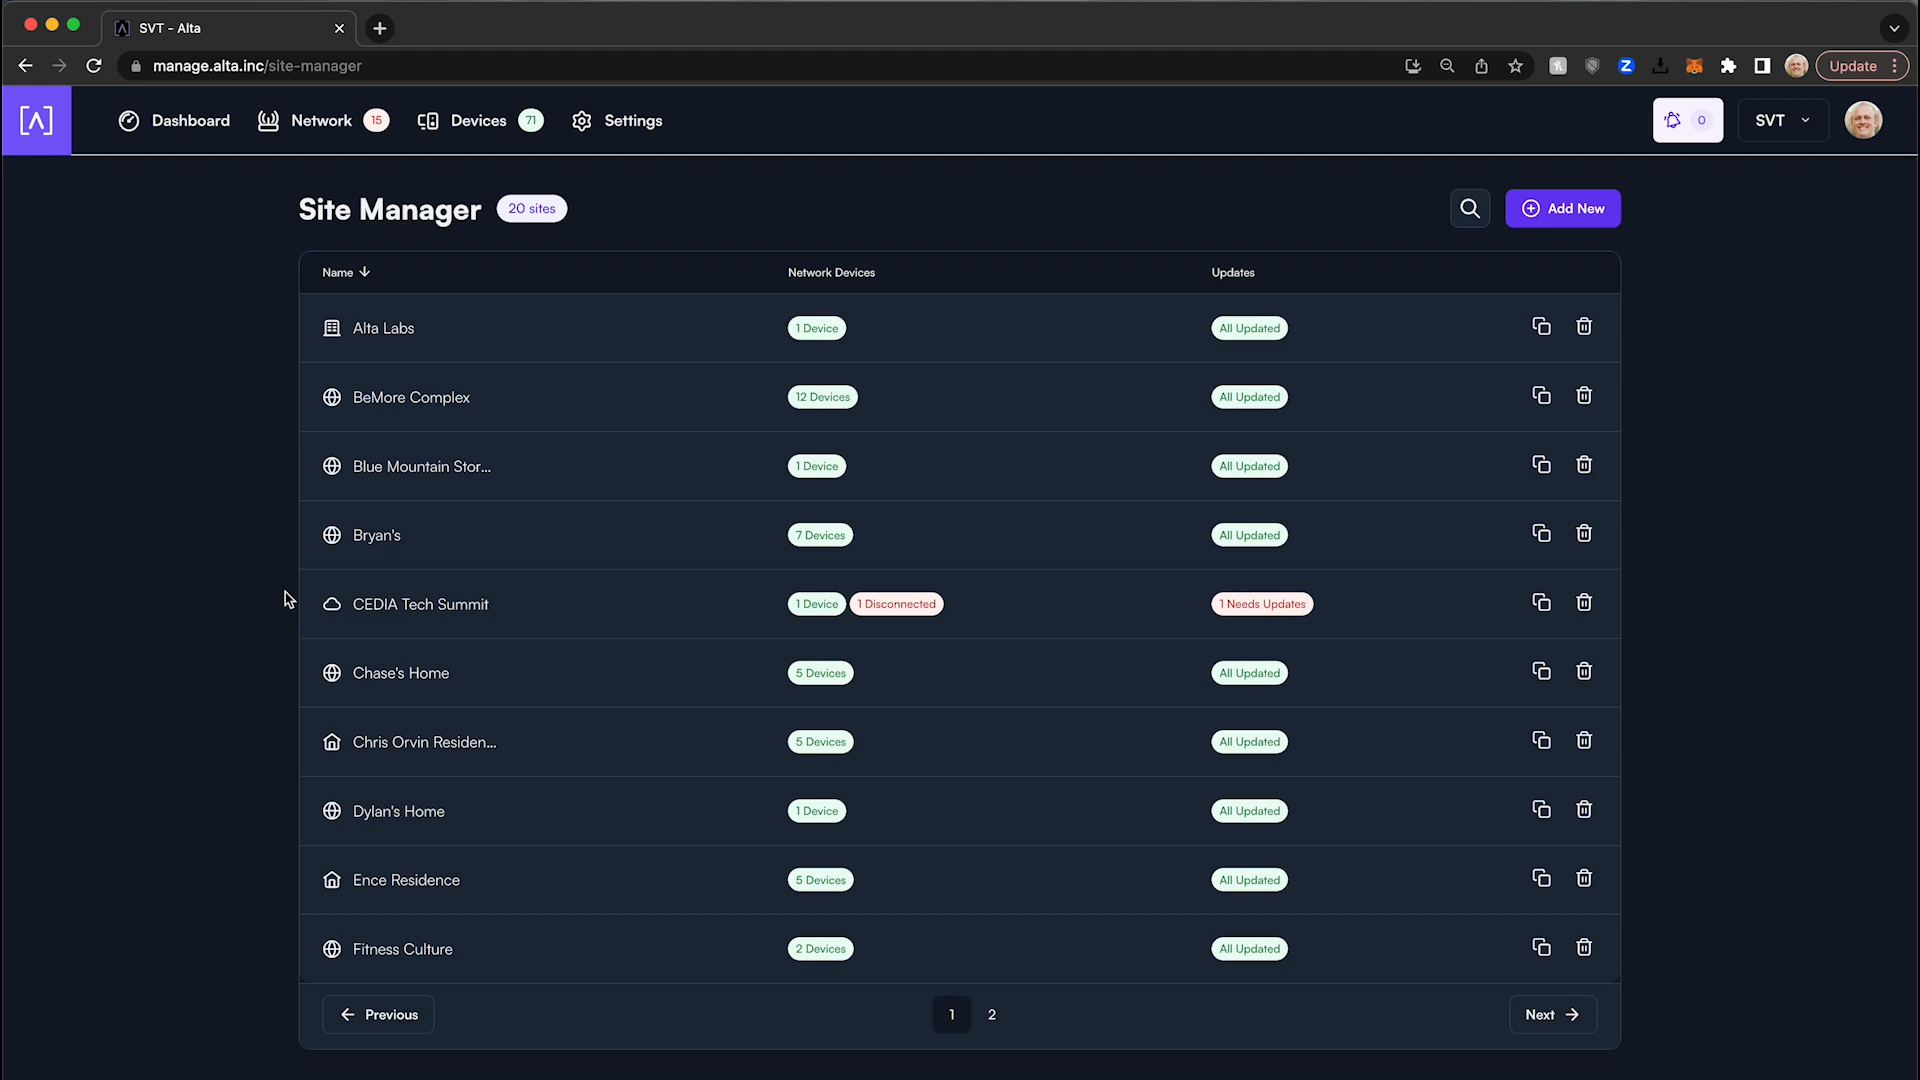 SVT - Alta
manage.alta.inc/site-manager
Update
Dashboard
Network 15
Devices 71
Settings
0
SVT
Site Manager
20 sites
Add New
Name
Network Devices
Updates
Alta Labs
1 Device
All Updated
BeMore Complex
12 Devices
All Updated
Blue Mountain Stor...
1 Device
All Updated
Bryan's
7 Devices
All Updated
CEDIA Tech Summit
1 Device
1 Disconnected
1 Needs Updates
Chase's Home
5 Devices
All Updated
Chris Orvin Residen...
5 Devices
All Updated
Dylan's Home
1 Device
All Updated
Ence Residence
5 Devices
All Updated
Fitness Culture
2 Devices
All Updated
Previous
1
2
Next